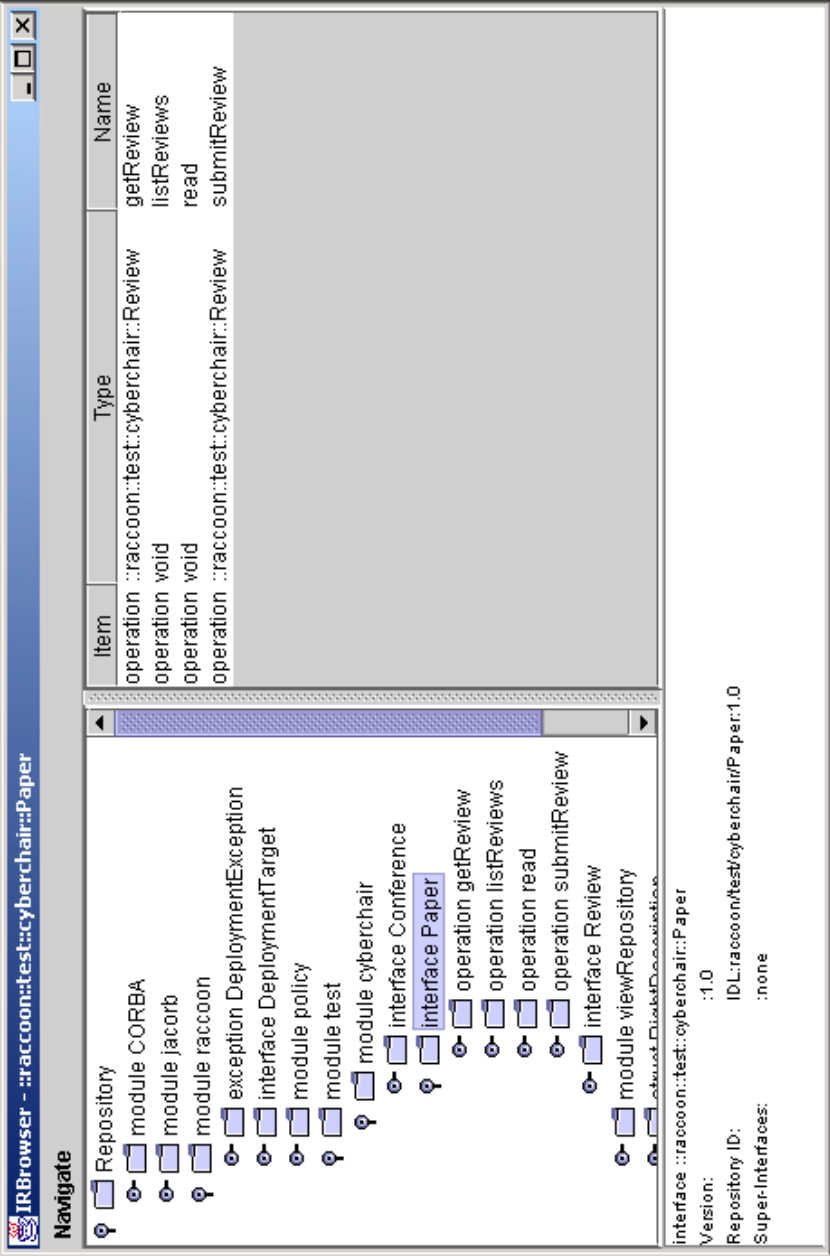 IRBrowser - ::raccoon::test::cyberchair::Paper
Navigate
Repository
module CORBA
module jacorb
module raccoon
exception DeploymentException
interface DeploymentTarget
module policy
module test
module cyberchair
interface Conference
interface Paper
operation getReview
operation listReviews
operation read
operation submitReview
interface Review
module viewRepository
struct RightDescription
Item Type Name
operation ::raccoon::test::cyberchair::Review getReview
operation void listReviews
operation void read
operation ::raccoon::test::cyberchair::Review submitReview
interface ::raccoon::test::cyberchair::Paper
Version: :1.0
Repository ID: IDL:raccoon/test/cyberchair/Paper:1.0
Super-Interfaces: :none